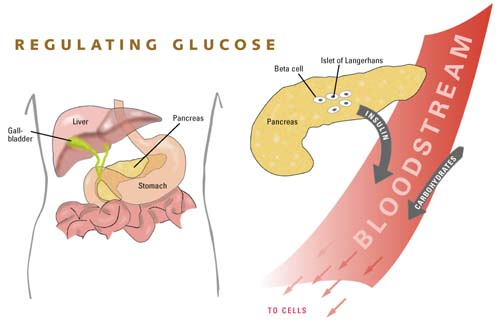 REGULATING GLUCOSE
Liver
Gall-
bladder
Pancreas
Stomach
Beta cell
Islet of Langerhans
Pancreas
INSULIN
BLOODSTREAM
CARBOHYDRATES
TO CELLS